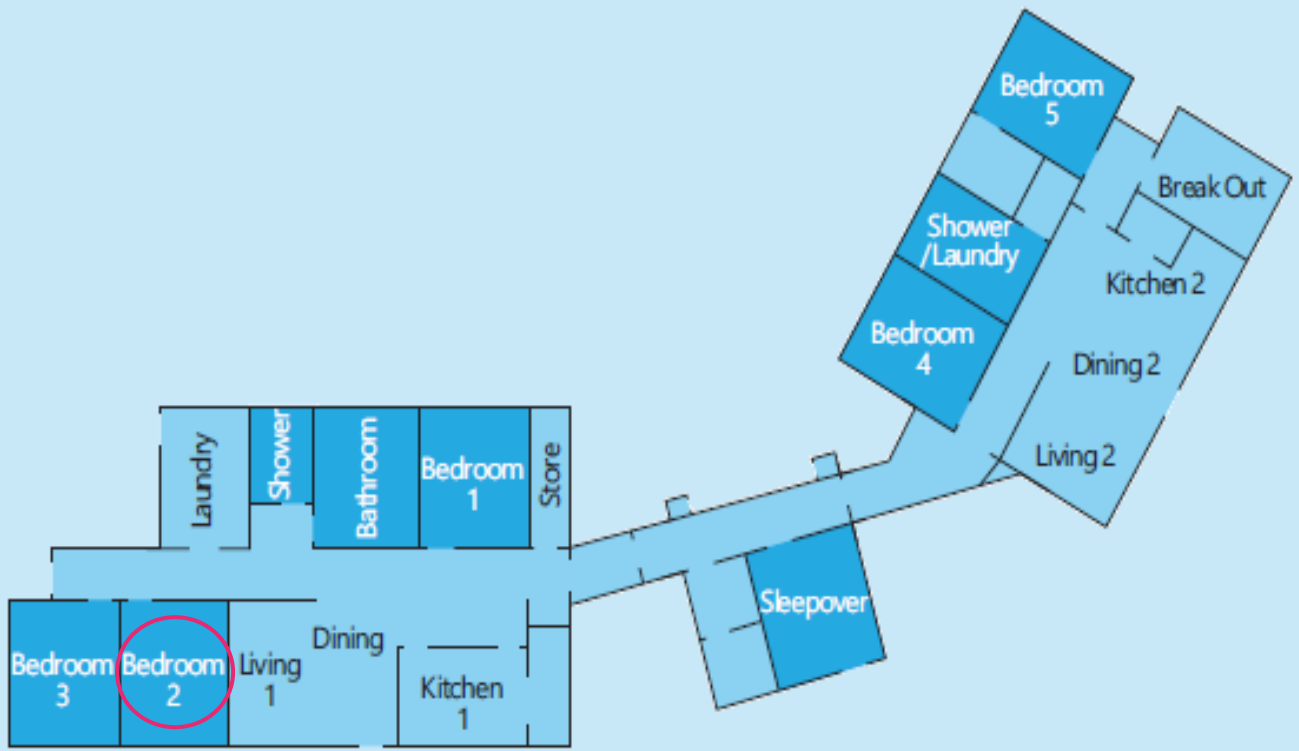 Bedroom
5
Break Out
Shower
/Laundry
Kitchen 2
Bedroom
4
Dining 2
Living 2
Laundry
Shower
Bathroom
Bedroom
1
Store
Sleepover
Bedroom
3
Bedroom
2
Living
1
Dining
Kitchen
1